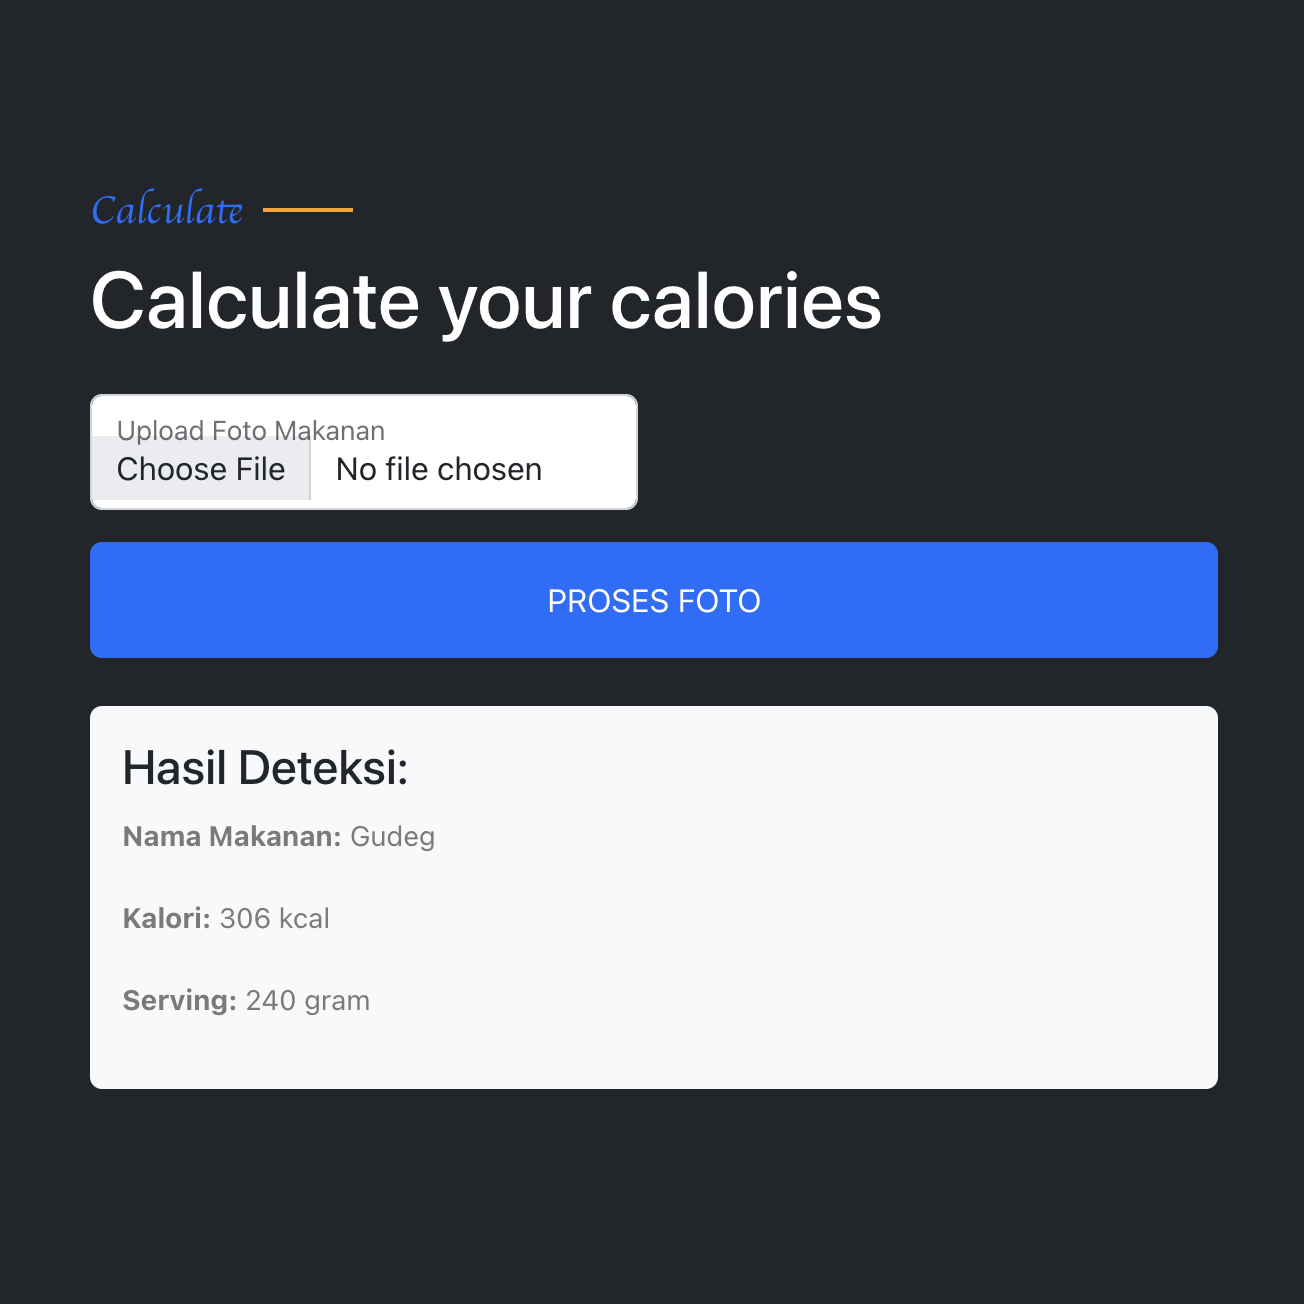 Calculate
Calculate your calories
Upload Foto Makanan
Choose File No file chosen
PROSES FOTO
Hasil Deteksi:
Nama Makanan: Gudeg
Kalori: 306 kcal
Serving: 240 gram